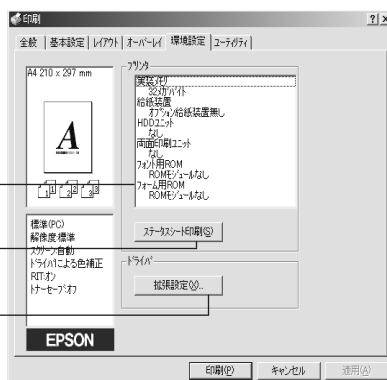 印刷
? ×
全般 基本設定 レイアウト オーバーレイ 環境設定 ユーティリティ
A4 210 x 297 mm
A
1 1 2 2 3 3
標準(PC)
解像度:標準
スクリーン:自動
ドライバによる色補正
RIT:オン
トナーセーブ:オフ
EPSON
プリンタ
実装メモリ
32メガバイト
給紙装置
オプション給紙装置無し
HDDユニット
なし
両面印刷ユニット
なし
フォント用ROM
ROMモジュールなし
フォーム用ROM
ROMモジュールなし
ステータスシート印刷(S)
ドライバ
拡張設定(X)...
印刷(P) キャンセル 適用(A)